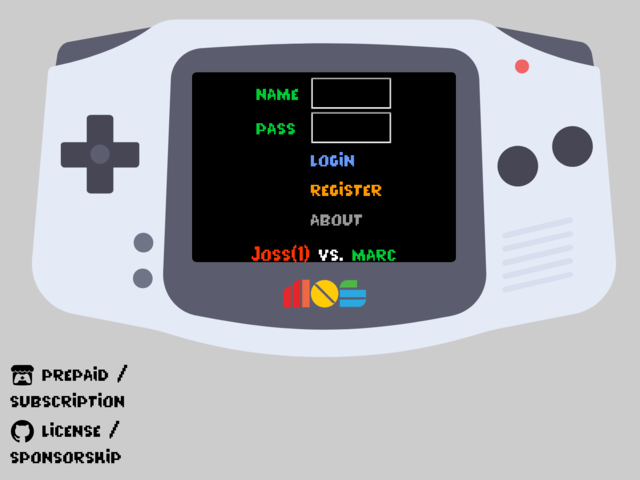 NAME
PASS
LOGIN
REGISTER
ABOUT
JOSS(1) VS. MARC
PREPAID /
SUBSCRIPTION
LICENSE /
SPONSORSHIP